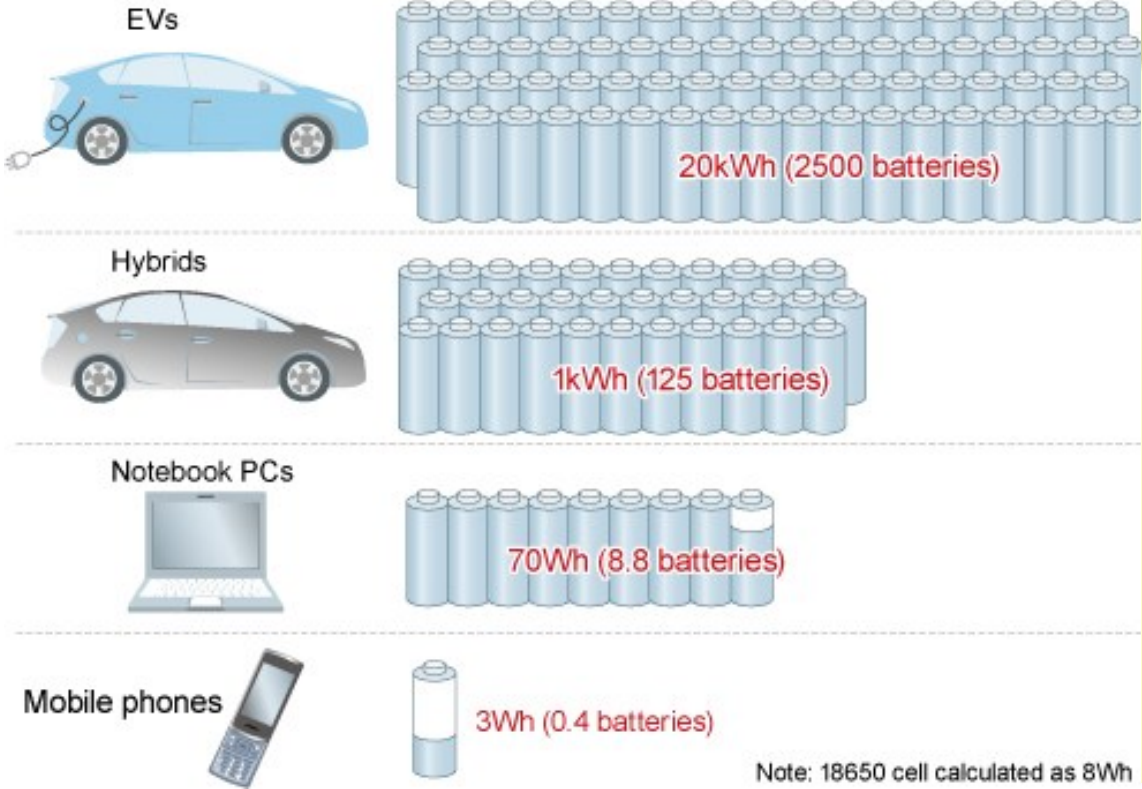 EVs
20kWh (2500 batteries)
Hybrids
1kWh (125 batteries)
Notebook PCs
70Wh (8.8 batteries)
Mobile phones
3Wh (0.4 batteries)
Note: 18650 cell calculated as 8Wh